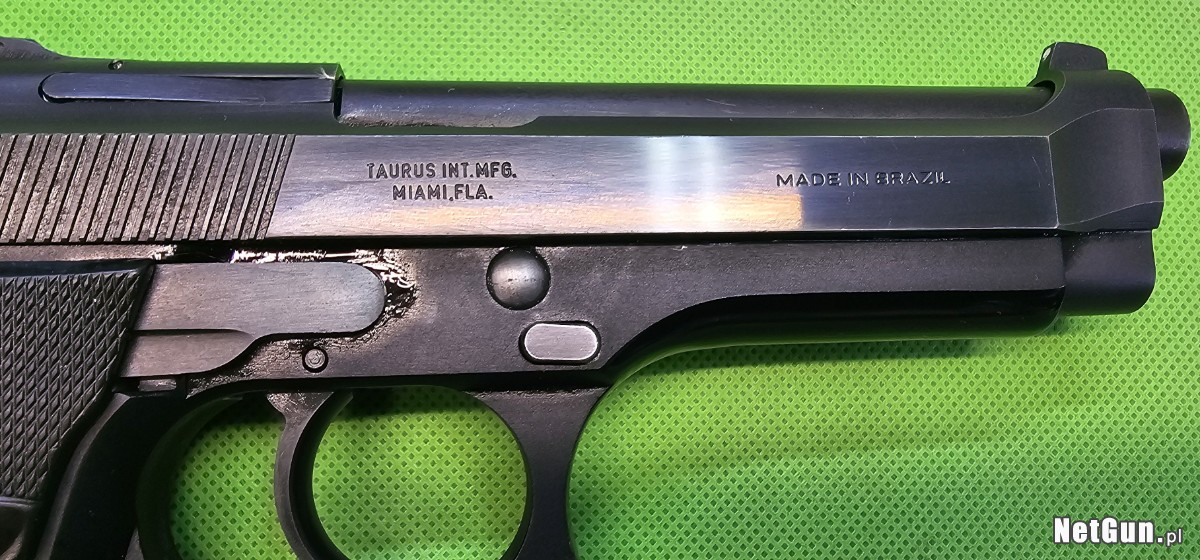 TAURUS INT.MFG.
MIAMI,FLA.
MADE IN BRAZIL
NetGun.pl